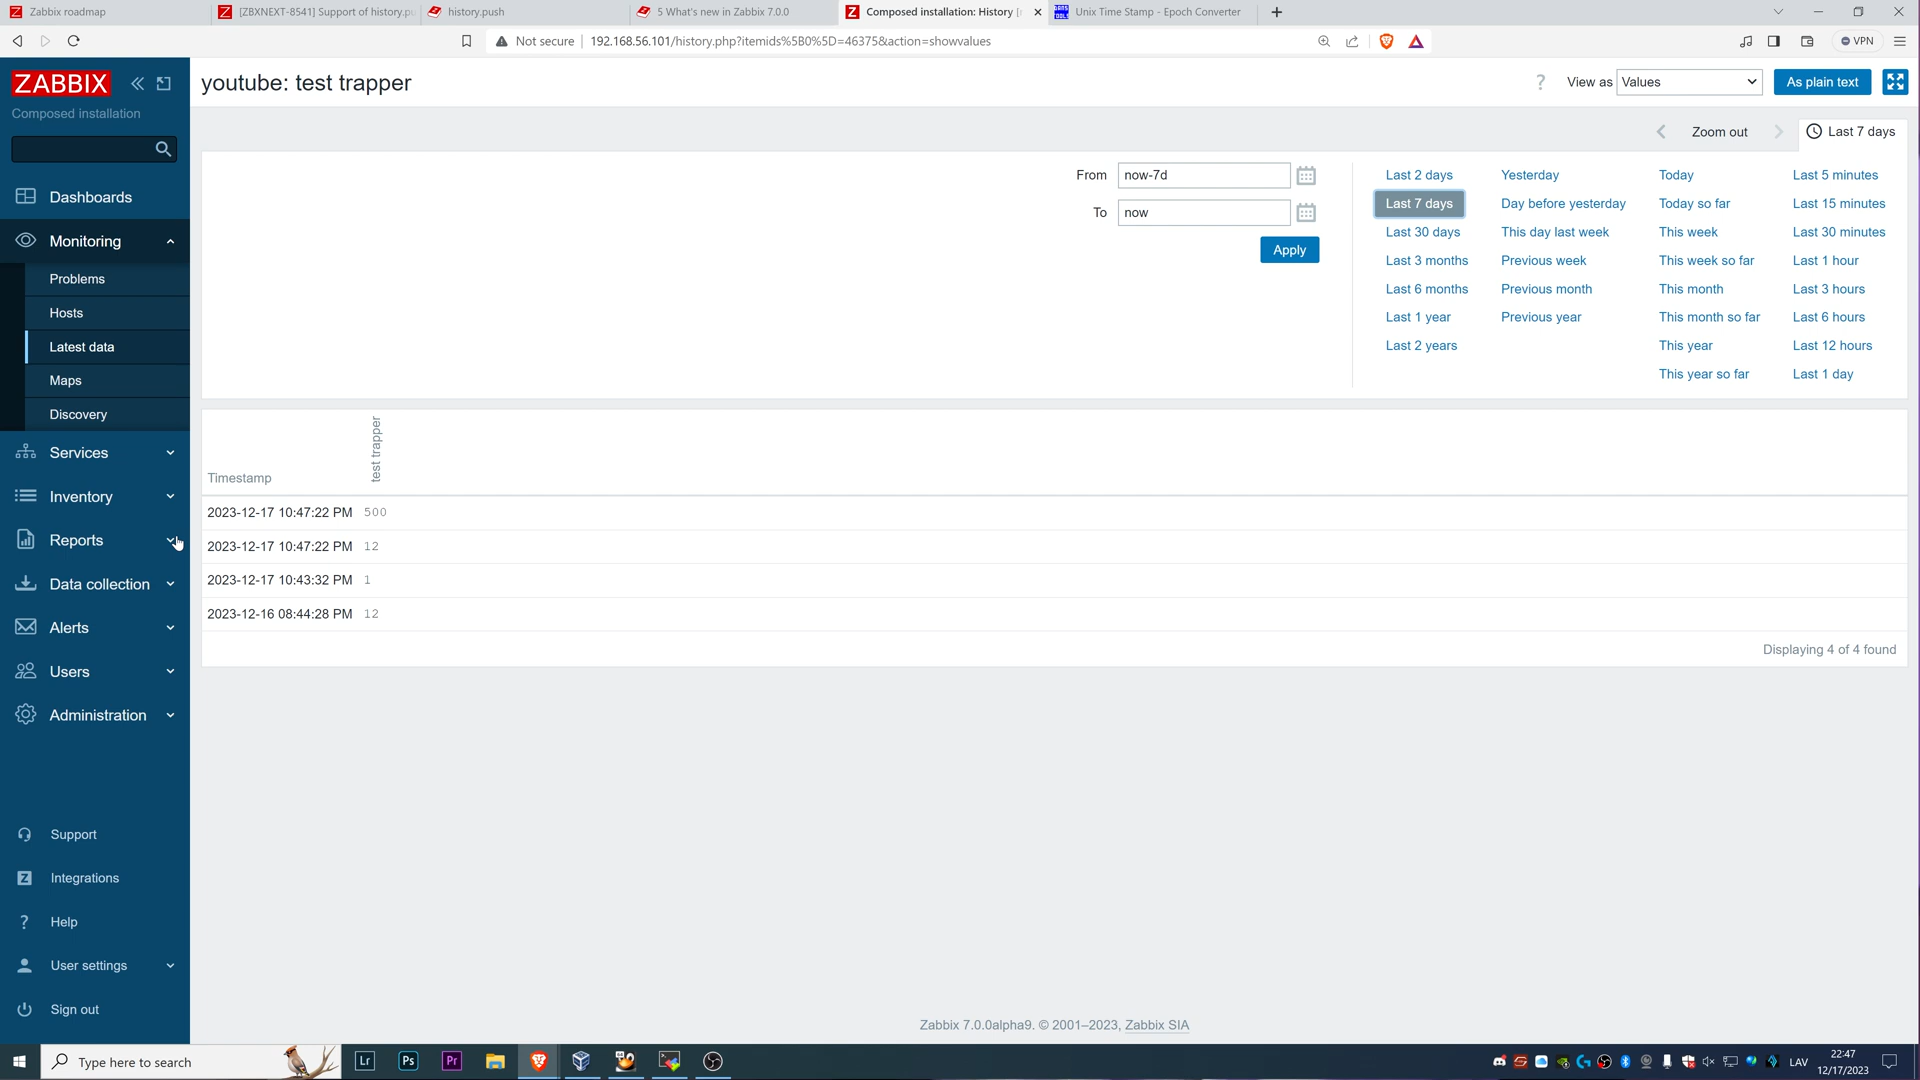 Zabbix roadmap
[ZBXNEXT-8541] Support of history.pu
history.push
5 What's new in Zabbix 7.0.0
Composed installation: History [r
Unix Time Stamp - Epoch Converter
Not secure
192.168.56.101/history.php?itemids%5B0%5D=46375&action=showvalues
VPN
ZABBIX
Composed installation
Dashboards
Monitoring
Problems
Hosts
Latest data
Maps
Discovery
Services
Inventory
Reports
Data collection
Alerts
Users
Administration
Support
Integrations
Help
User settings
Sign out
youtube: test trapper
?
View as
Values
As plain text
Zoom out
Last 7 days
From
now-7d
To
now
Apply
Last 2 days
Yesterday
Today
Last 5 minutes
Last 7 days
Day before yesterday
Today so far
Last 15 minutes
Last 30 days
This day last week
This week
Last 30 minutes
Last 3 months
Previous week
This week so far
Last 1 hour
Last 6 months
Previous month
This month
Last 3 hours
Last 1 year
Previous year
This month so far
Last 6 hours
Last 2 years
This year
Last 12 hours
This year so far
Last 1 day
Timestamp
test trapper
2023-12-17 10:47:22 PM 500
2023-12-17 10:47:22 PM 12
2023-12-17 10:43:32 PM 1
2023-12-16 08:44:28 PM 12
Displaying 4 of 4 found
Zabbix 7.0.0alpha9. © 2001–2023, Zabbix SIA
Type here to search
Lr
Ps
Pr
LAV
22:47
12/17/2023